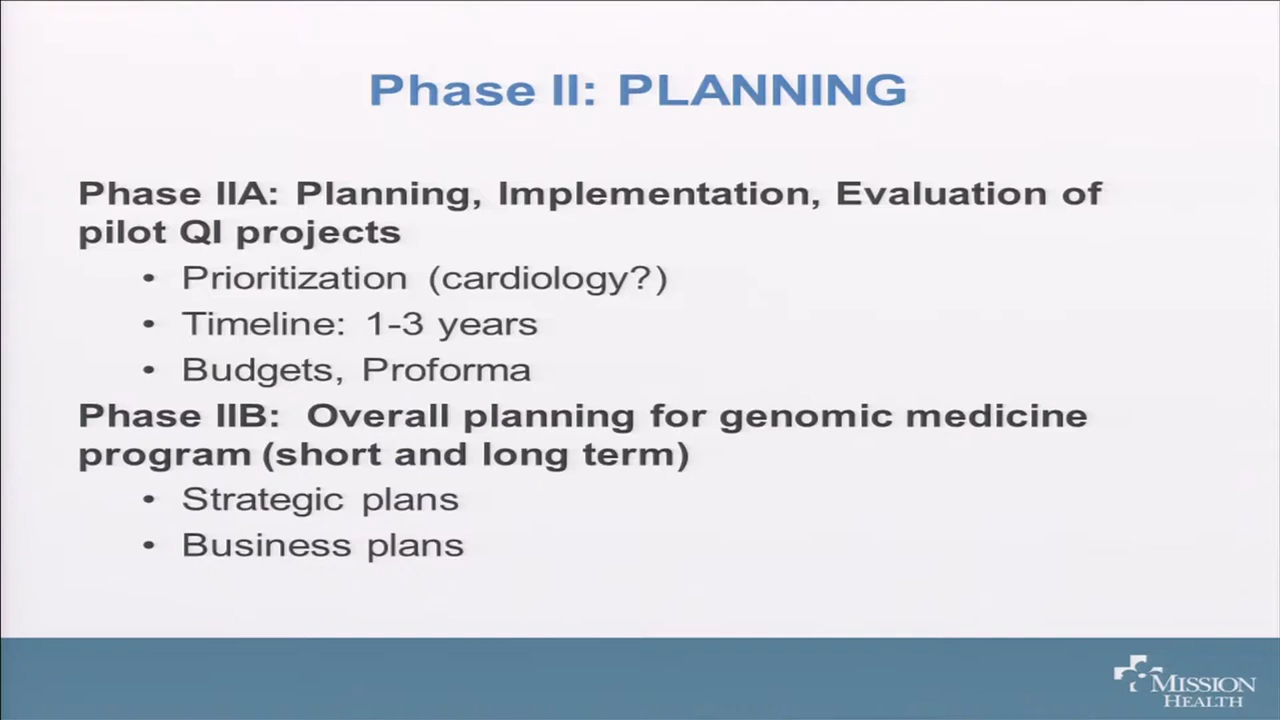 Phase II: PLANNING
Phase IIA: Planning, Implementation, Evaluation of
pilot QI projects
• Prioritization (cardiology?)
• Timeline: 1-3 years
• Budgets, Proforma
Phase IIB: Overall planning for genomic medicine
program (short and long term)
• Strategic plans
• Business plans
MISSION
HEALTH